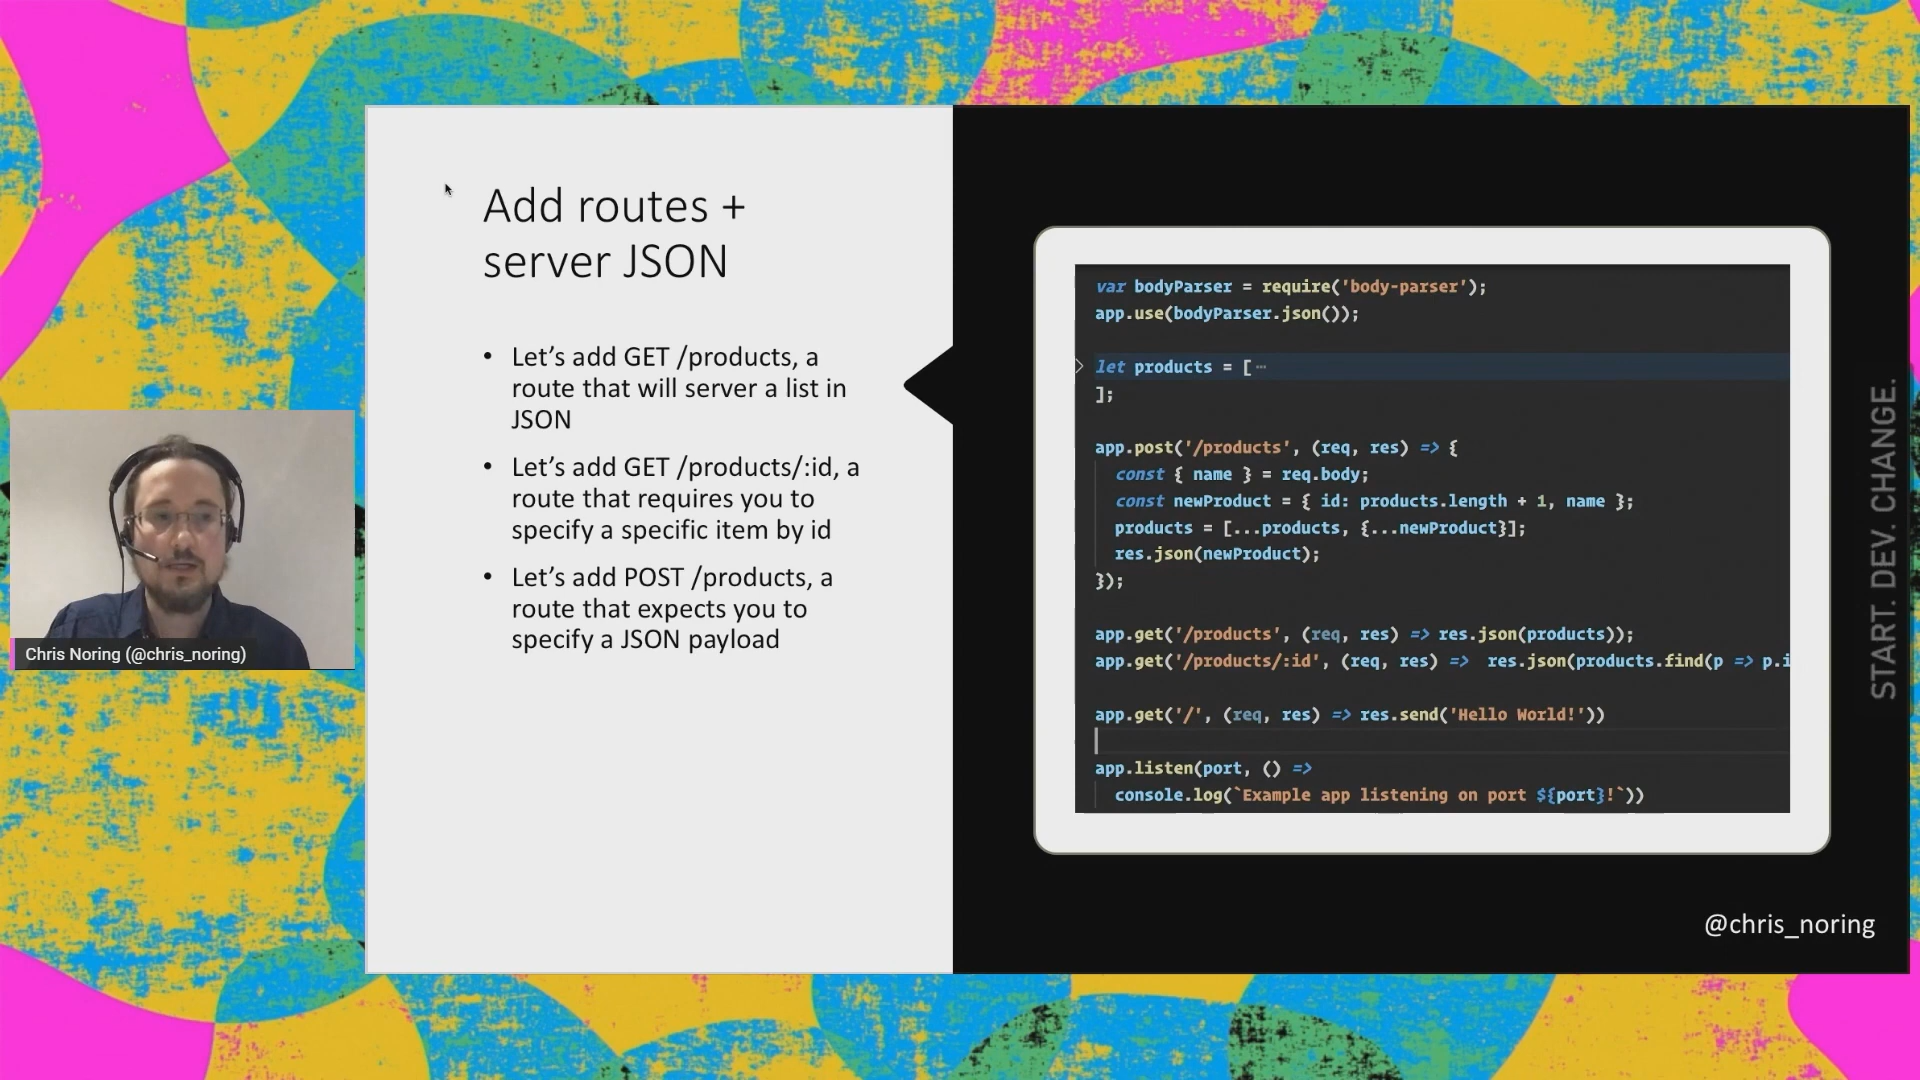 Add routes +
server JSON
• Let’s add GET /products, a
route that will server a list in
JSON
• Let’s add GET /products/:id, a
route that requires you to
specify a specific item by id
• Let’s add POST /products, a
route that expects you to
specify a JSON payload
Chris Noring (@chris_noring)
var bodyParser = require('body-parser');
app.use(bodyParser.json());
let products = [⋯
];
app.post('/products', (req, res) => {
const { name } = req.body;
const newProduct = { id: products.length + 1, name };
products = [...products, {...newProduct}];
res.json(newProduct);
});
app.get('/products', (req, res) => res.json(products));
app.get('/products/:id', (req, res) =>  res.json(products.find(p => p.i
app.get('/', (req, res) => res.send('Hello World!'))
app.listen(port, () =>
console.log(`Example app listening on port ${port}!`))
START. DEV. CHANGE.
@chris_noring